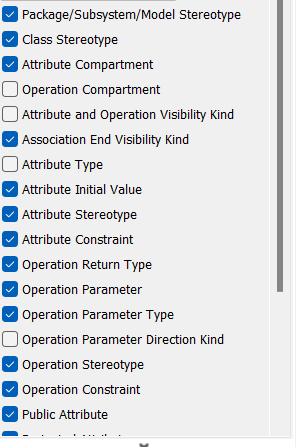 Package/Subsystem/Model Stereotype
Class Stereotype
Attribute Compartment
Operation Compartment
Attribute and Operation Visibility Kind
Association End Visibility Kind
Attribute Type
Attribute Initial Value
Attribute Stereotype
Attribute Constraint
Operation Return Type
Operation Parameter
Operation Parameter Type
Operation Parameter Direction Kind
Operation Stereotype
Operation Constraint
Public Attribute